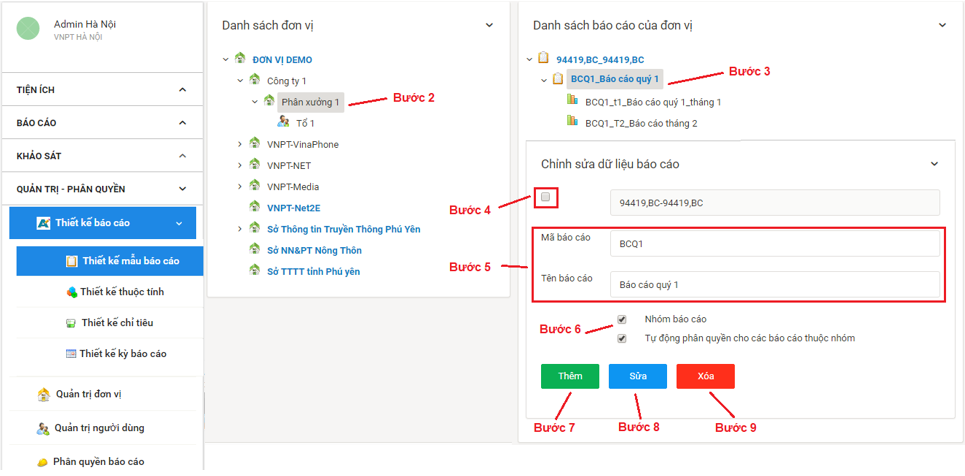 Admin Hà Nội
VNPT HÀ NỘI
TIỆN ÍCH
BÁO CÁO
KHẢO SÁT
QUẢN TRỊ - PHÂN QUYỀN
Thiết kế báo cáo
Thiết kế mẫu báo cáo
Thiết kế thuộc tính
Thiết kế chỉ tiêu
Thiết kế kỳ báo cáo
Quản trị đơn vị
Quản trị người dùng
Phân quyền báo cáo
Danh sách đơn vị
ĐƠN VỊ DEMO
Công ty 1
Phân xưởng 1
Bước 2
Tổ 1
VNPT-VinaPhone
VNPT-NET
VNPT-Media
VNPT-Net2E
Sở Thông tin Truyền Thông Phú Yên
Sở NN&PT Nông Thôn
Sở TTTT tỉnh Phú yên
Danh sách báo cáo của đơn vị
94419,BC_94419,BC
BCQ1_Báo cáo quý 1
Bước 3
BCQ1_t1_Báo cáo quý 1_tháng 1
BCQ1_T2_Báo cáo tháng 2
Chỉnh sửa dữ liệu báo cáo
Bước 4
94419,BC-94419,BC
Mã báo cáo
BCQ1
Bước 5
Tên báo cáo
Báo cáo quý 1
Bước 6
Nhóm báo cáo
Tự động phân quyền cho các báo cáo thuộc nhóm
Thêm
Sửa
Xóa
Bước 7
Bước 8
Bước 9